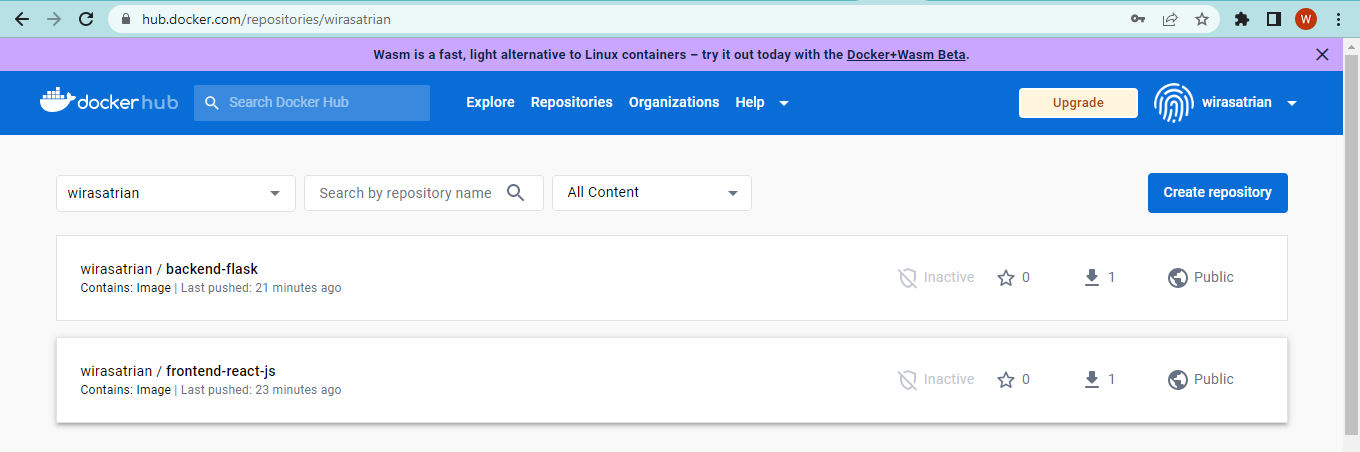 hub.docker.com/repositories/wirasatrian
W
Wasm is a fast, light alternative to Linux containers – try it out today with the Docker+Wasm Beta.
dockerhub Search Docker Hub Explore Repositories Organizations Help Upgrade wirasatrian
wirasatrian Search by repository name All Content Create repository
wirasatrian / backend-flask
Contains: Image | Last pushed: 21 minutes ago
Inactive 0 1 Public
wirasatrian / frontend-react-js
Contains: Image | Last pushed: 23 minutes ago
Inactive 0 1 Public